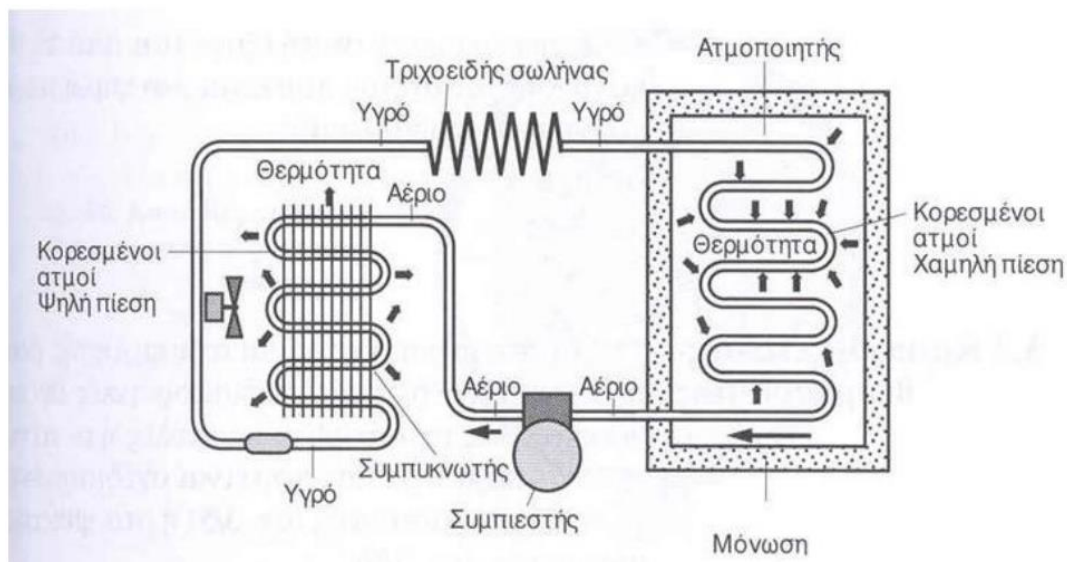 Ατμοποιητής
Τριχοειδής σωλήνας
Υγρό
Υγρό
Θερμότητα
Αέριο
Κορεσμένοι
ατμοί
Ψηλή πίεση
Θερμότητα
Κορεσμένοι
ατμοί
Χαμηλή πίεση
Αέριο
Αέριο
Συμπυκνωτής
Υγρό
Συμπιεστής
Μόνωση